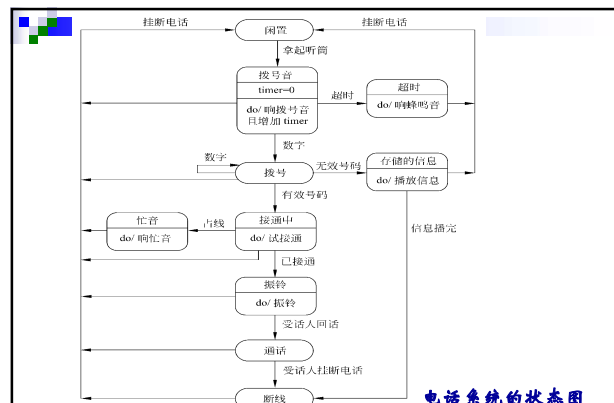 挂断电话
闲置
挂断电话
拿起听筒
拨号音
timer=0
do/ 响拨号音
且增加 timer
超时
超时
do/ 响蜂鸣音
数字
数字
拨号
无效号码
存储的信息
do/ 播放信息
有效号码
忙音
do/ 响忙音
占线
接通中
do/ 试接通
信息播完
已接通
振铃
do/ 振铃
受话人回话
通话
受话人挂断电话
断线
电话系统的状态图